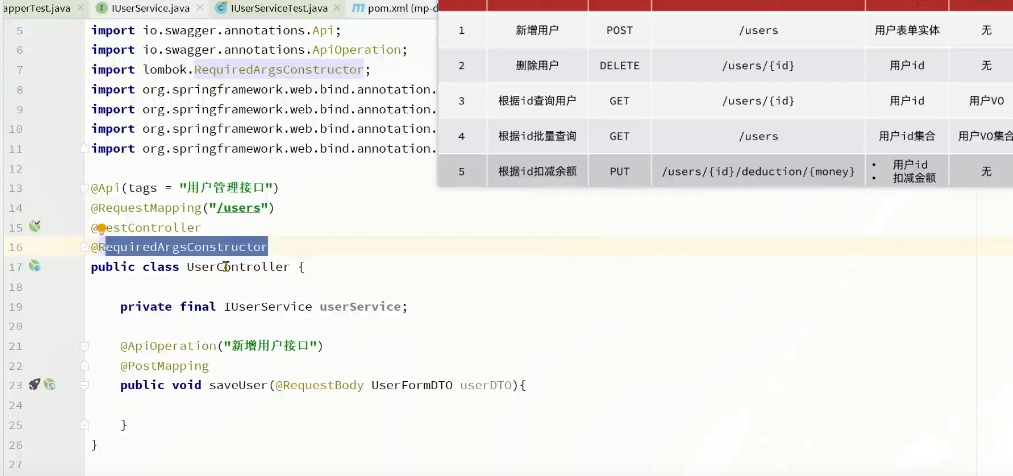 apperTest.java IUserService.java IUserServiceTest.java pom.xml (mp-d
5 import io.swagger.annotations.Api;
6 import io.swagger.annotations.ApiOperation;
7 import lombok.RequiredArgsConstructor;
8 import org.springframework.web.bind.annotation.
9 import org.springframework.web.bind.annotation.
10 import org.springframework.web.bind.annotation.
11 import org.springframework.web.bind.annotation.
12
13 @Api(tags = "用户管理接口")
14 @RequestMapping("/users")
15 @estController
16 @RequiredArgsConstructor
17 public class UserController {
18
19 private final IUserService userService;
20
21 @ApiOperation("新增用户接口")
22 @PostMapping
23 public void saveUser(@RequestBody UserFormDTO userDTO){
24
25 }
26 }
27
1 新增用户 POST /users 用户表单实体 无
2 删除用户 DELETE /users/{id} 用户id 无
3 根据id查询用户 GET /users/{id} 用户id 用户VO
4 根据id批量查询 GET /users 用户id集合 用户VO集合
5 根据id扣减余额 PUT /users/{id}/deduction/{money} • 用户id 无
• 扣减金额